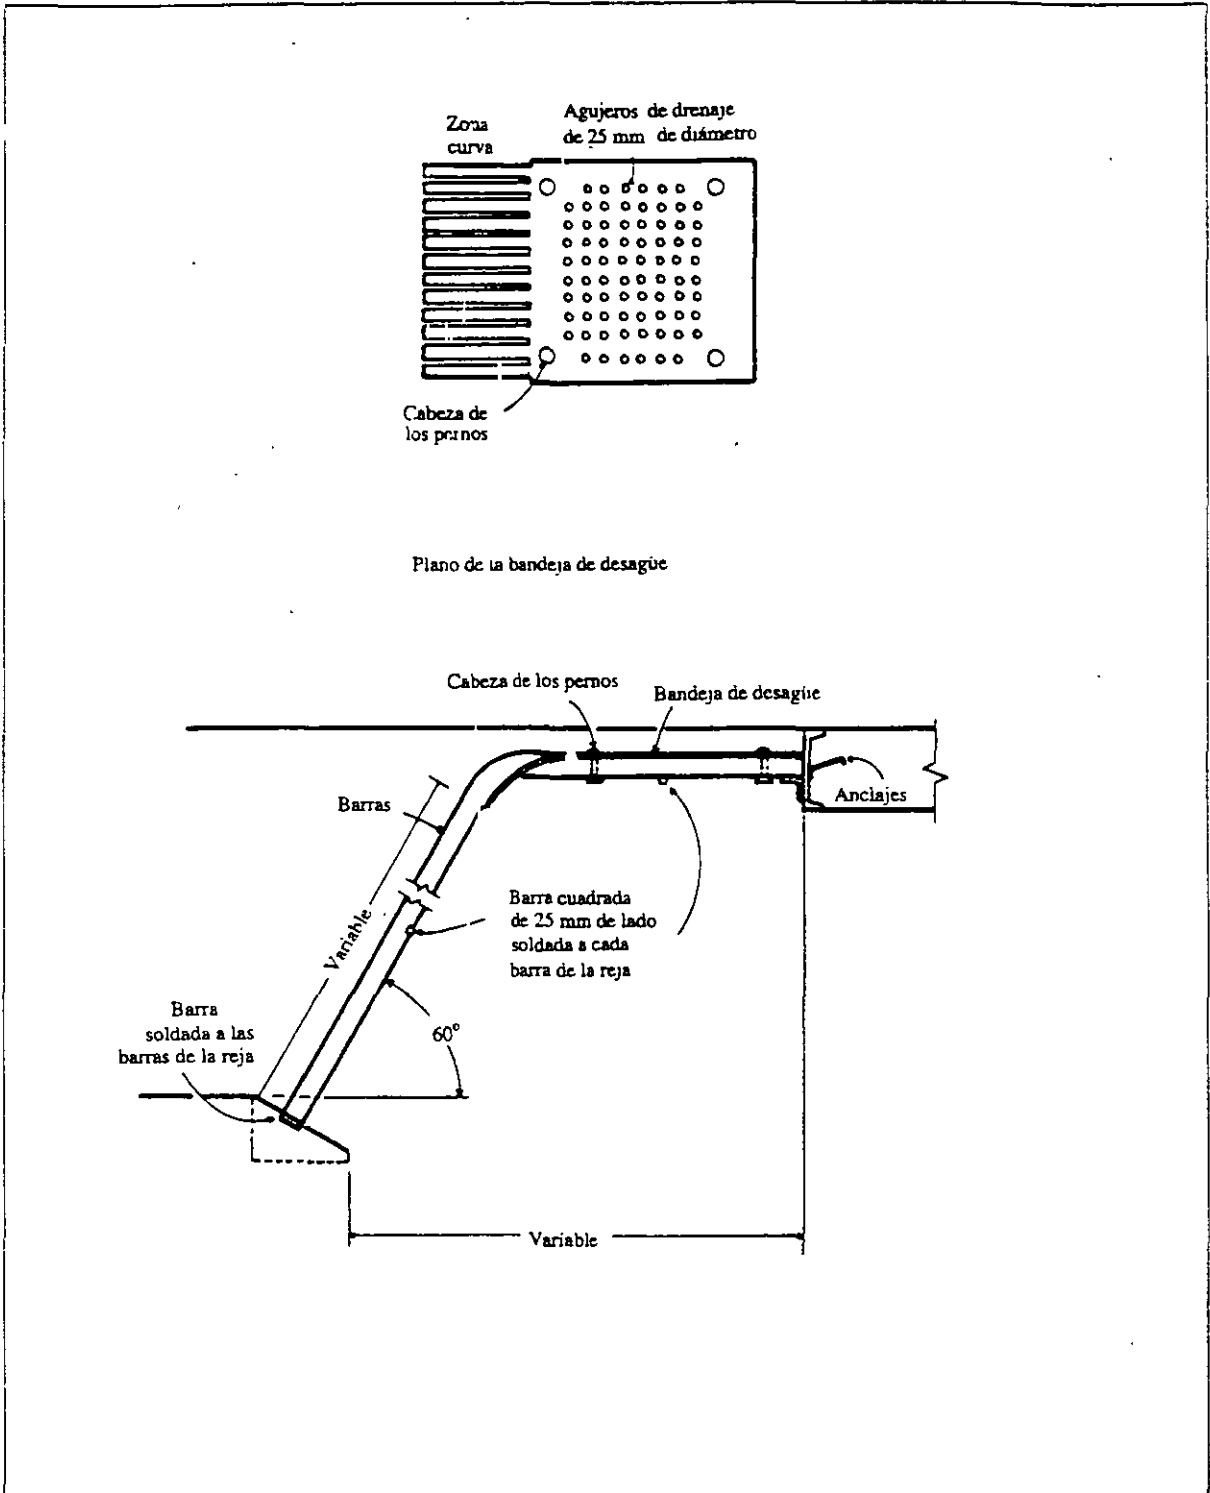 Zona
curva
Agujeros de drenaje
de 25 mm de diámetro
Cabeza de
los pernos
Plano de la bandeja de desagüe
Cabeza de los pernos
Bandeja de desagüe
Barras
Anclajes
Variable
Barra cuadrada
de 25 mm de lado
soldada a cada
barra de la reja
Barra
soldada a las
barras de la reja
60°
Variable